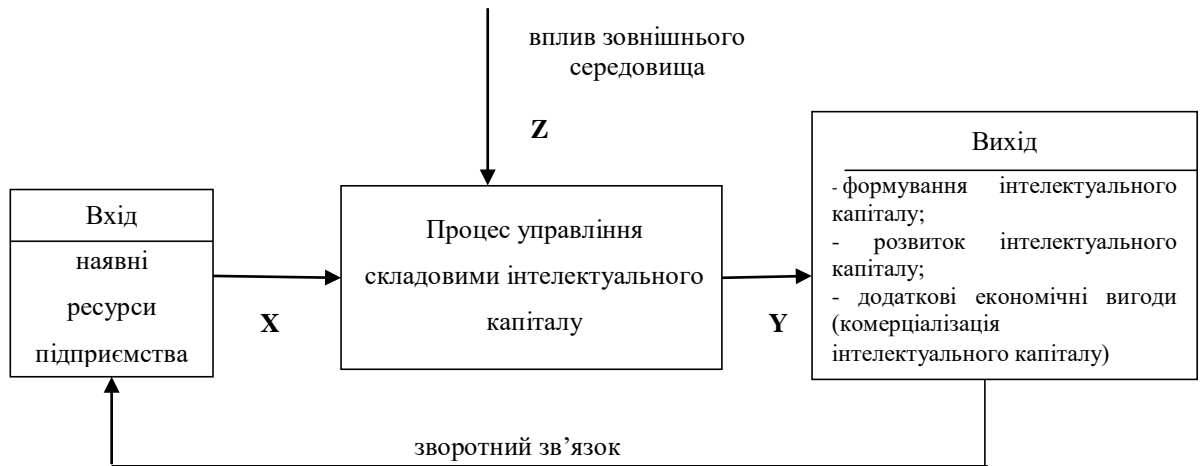 вплив зовнішнього
середовища
Z
Вхід
наявні
ресурси
підприємства
X
Процес управління
складовими інтелектуального
капіталу
Y
Вихід
- формування інтелектуального
капіталу;
- розвиток інтелектуального
капіталу;
- додаткові економічні вигоди
(комерціалізація
інтелектуального капіталу)
зворотний зв’язок